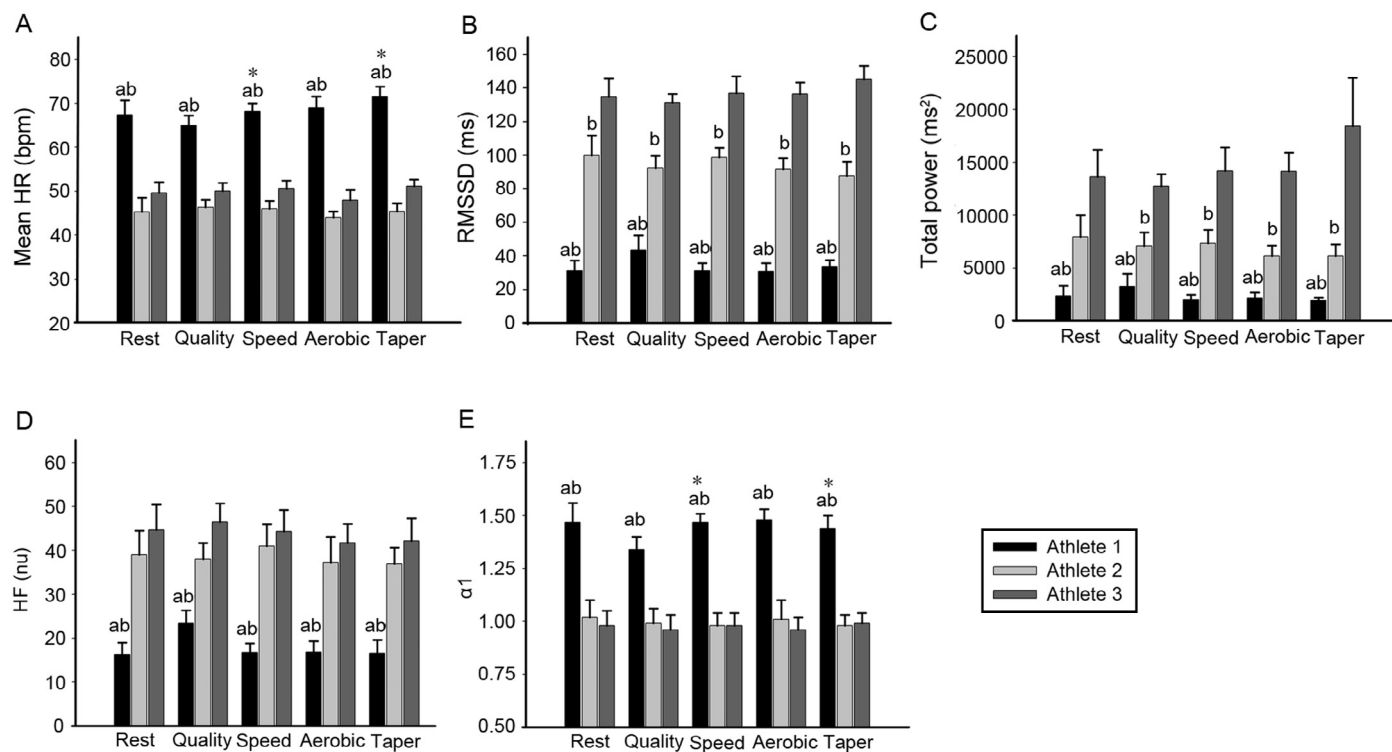 A
Mean HR (bpm)
80
70
60
50
40
30
20
ab
ab
*
ab
ab
*
ab
Rest Quality Speed Aerobic Taper
B
RMSSD (ms)
160
140
120
100
80
60
40
20
0
ab
b
ab
b
ab
b
ab
b
ab
b
Rest Quality Speed Aerobic Taper
C
Total power (ms²)
25000
20000
15000
10000
5000
0
ab
ab
b
ab
b
ab
b
ab
b
Rest Quality Speed Aerobic Taper
D
HF (nu)
60
50
40
30
20
10
0
ab
ab
ab
ab
ab
Rest Quality Speed Aerobic Taper
E
α1
1.75
1.50
1.25
1.00
0.75
0.50
ab
ab
*
ab
ab
*
ab
Rest Quality Speed Aerobic Taper
Athlete 1
Athlete 2
Athlete 3